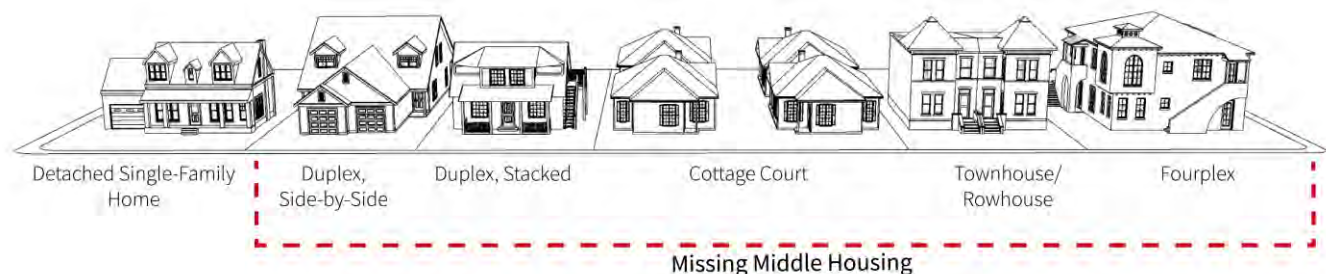 Detached Single-Family
Home
Duplex,
Side-by-Side
Duplex, Stacked
Cottage Court
Townhouse/
Rowhouse
Fourplex
Missing Middle Housing